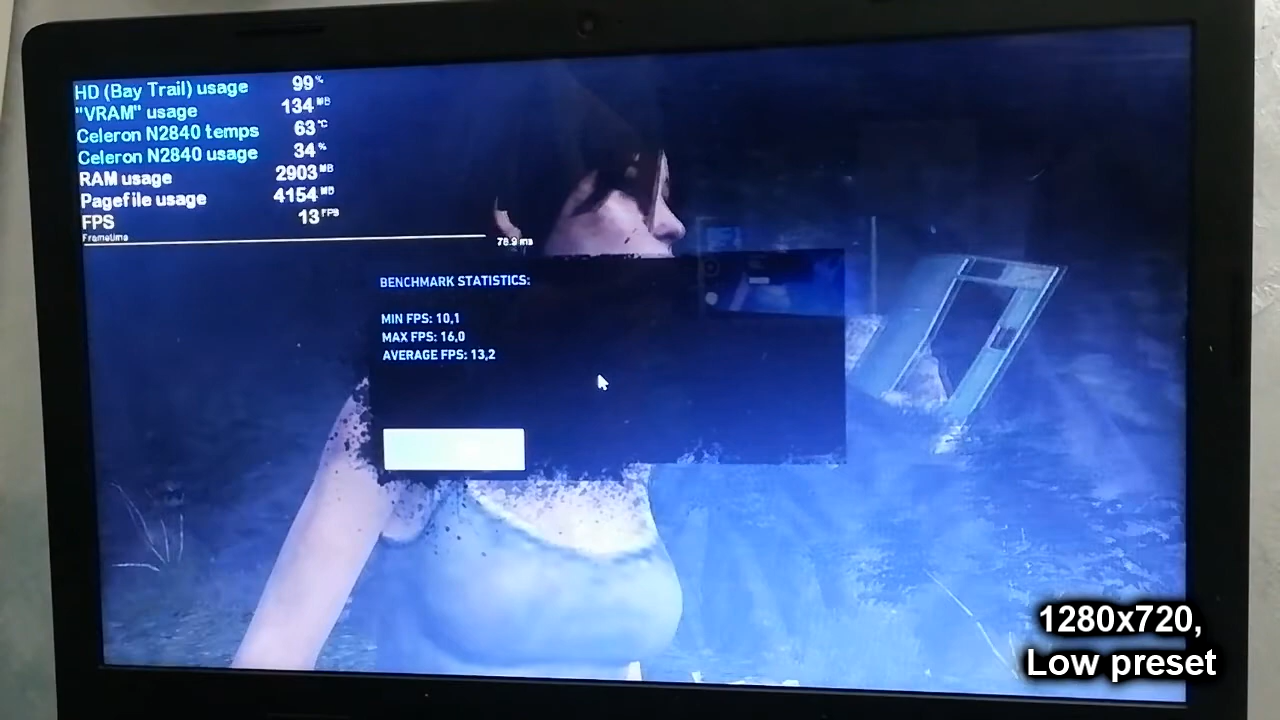 HD (Bay Trail) usage 99 %
"VRAM" usage 134 MB
Celeron N2840 temps 63 °C
Celeron N2840 usage 34 %
RAM usage 2903 MB
Pagefile usage 4154 MB
FPS 13 FPS
Frametime
78.9 ms
BENCHMARK STATISTICS:
MIN FPS: 10,1
MAX FPS: 16,0
AVERAGE FPS: 13,2
1280x720,
Low preset